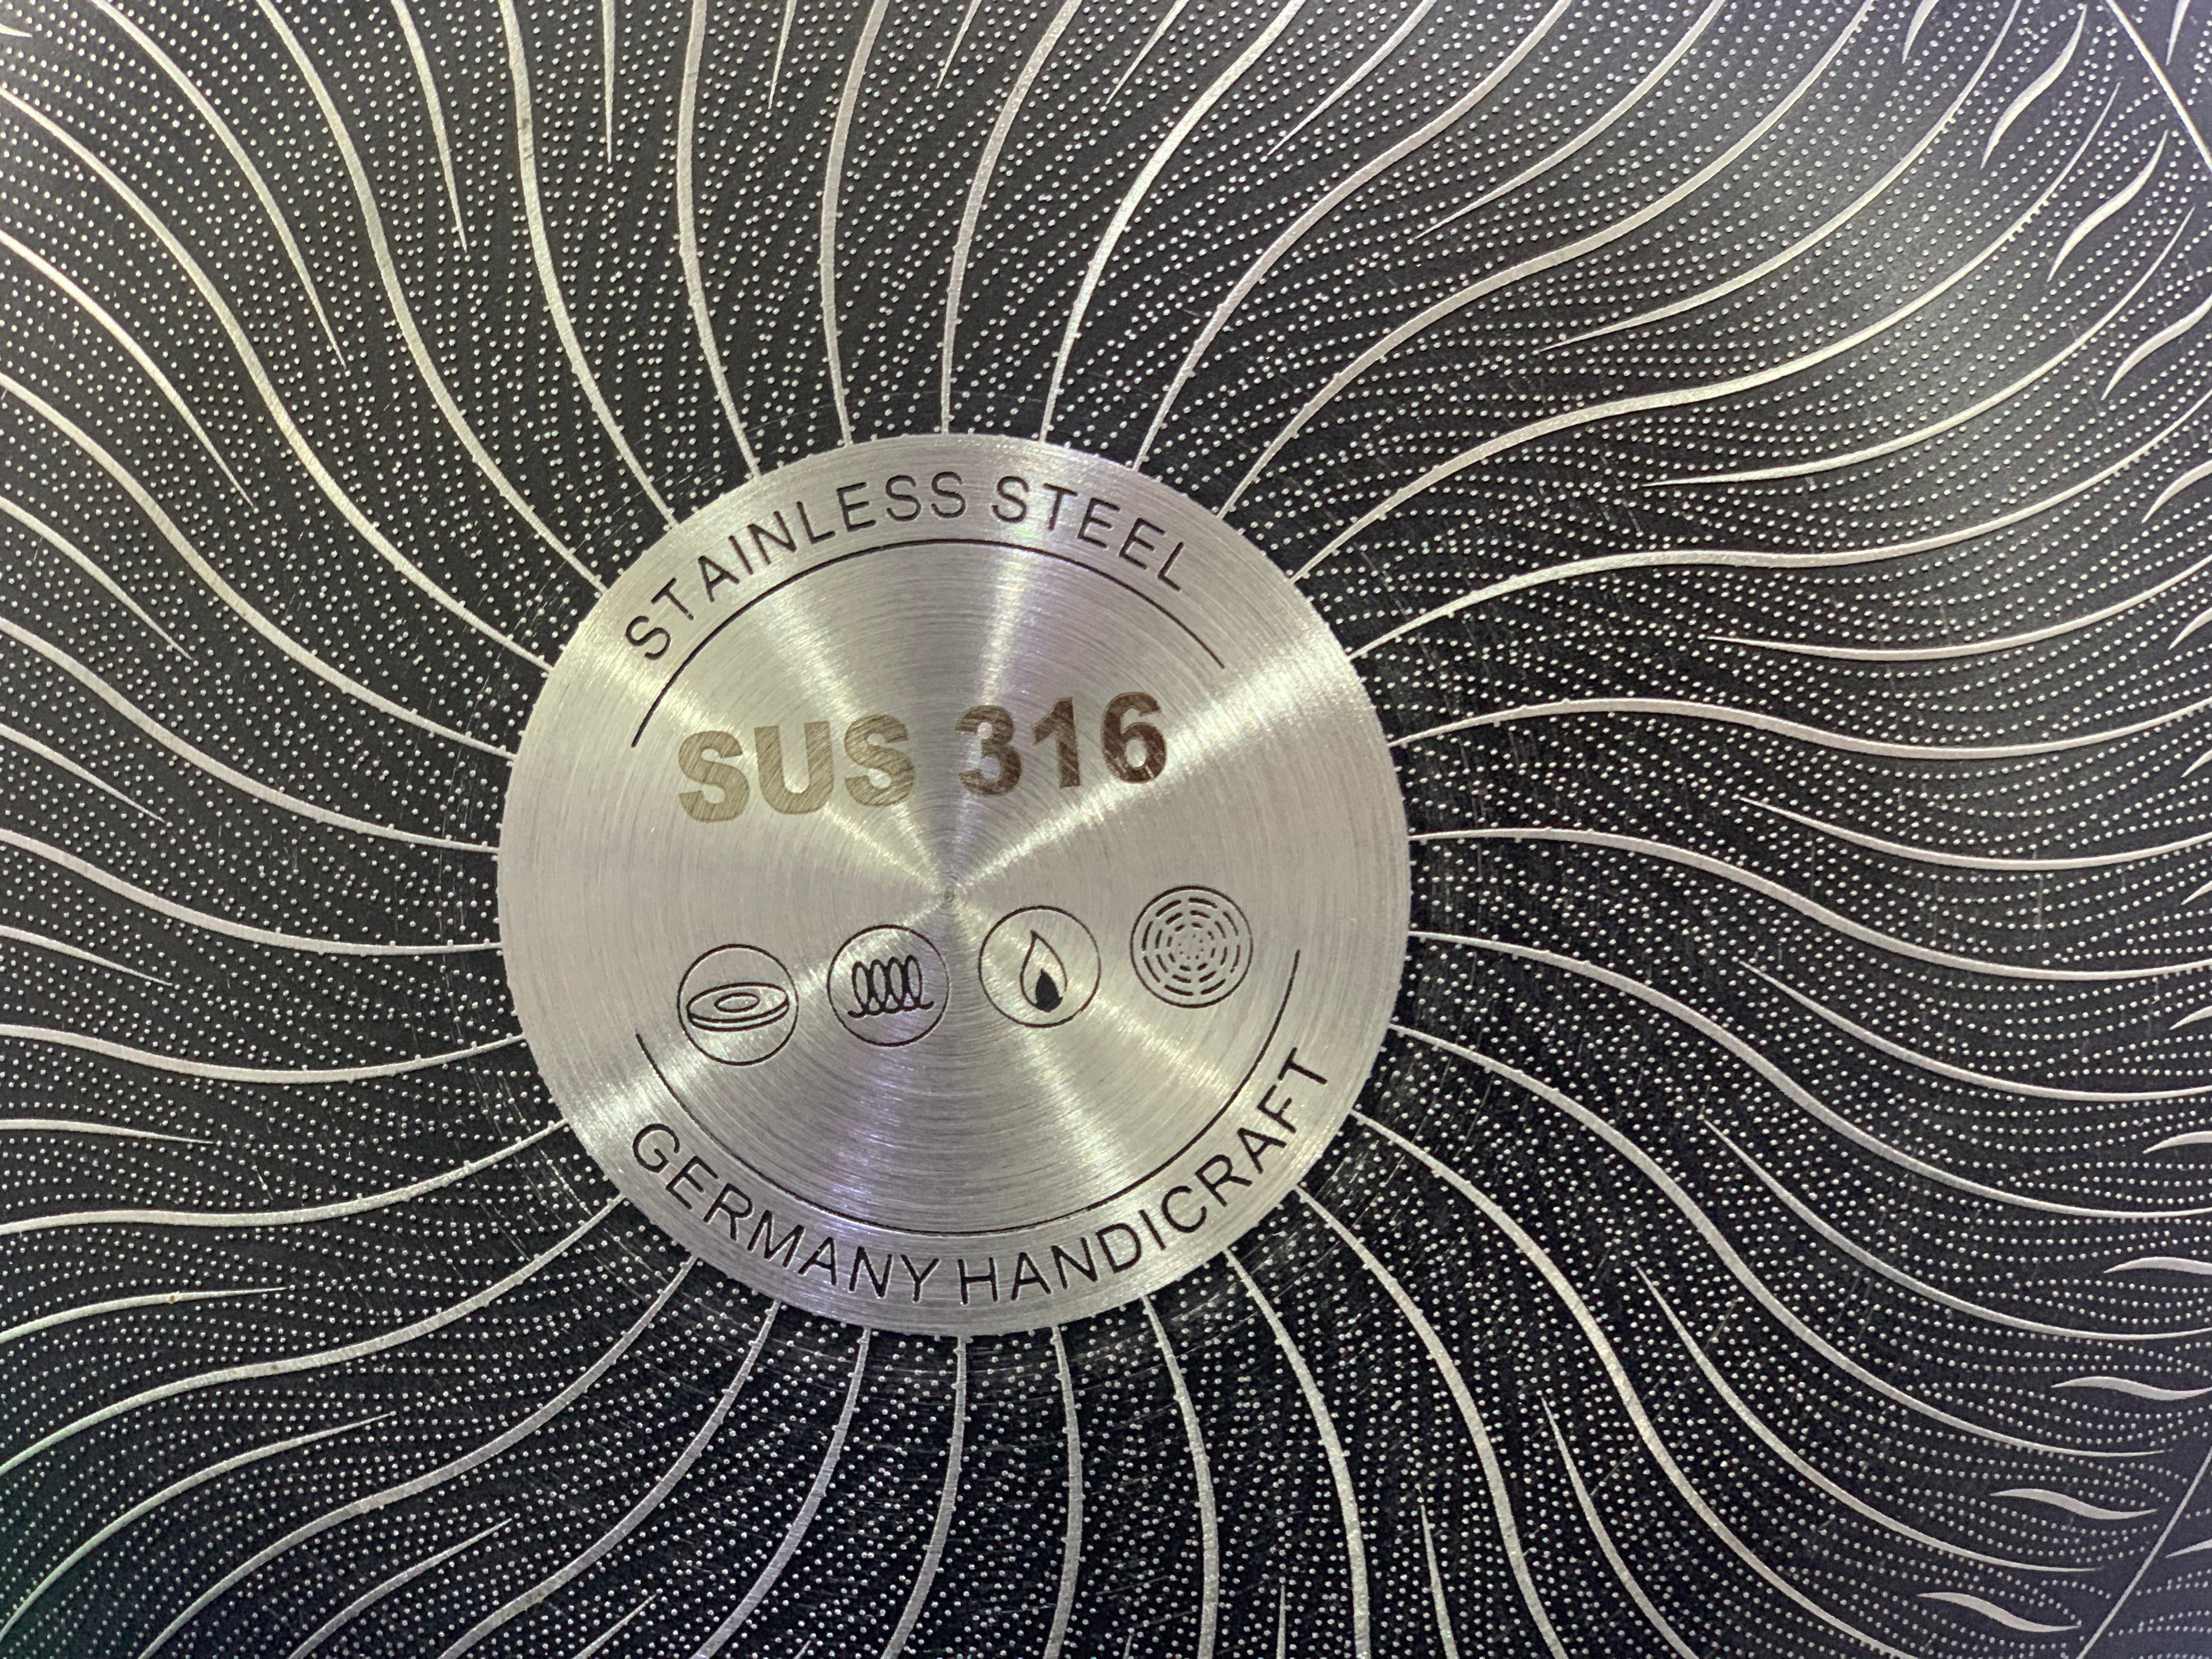 STAINLESS STEEL
SUS 316
GERMANY HANDICRAFT